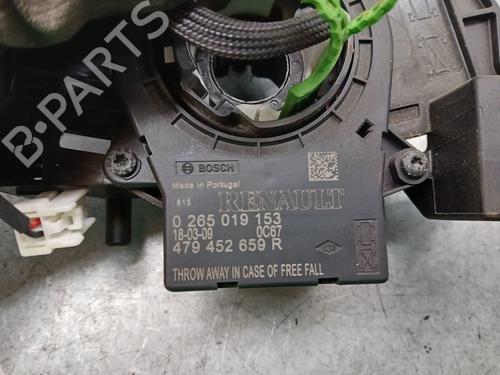 B-PARTS
BOSCH
Made in Portugal
615 RENAULT
0 265 019 153
18-03-09 0C67
479 452 659 R
THROW AWAY IN CASE OF FREE FALL